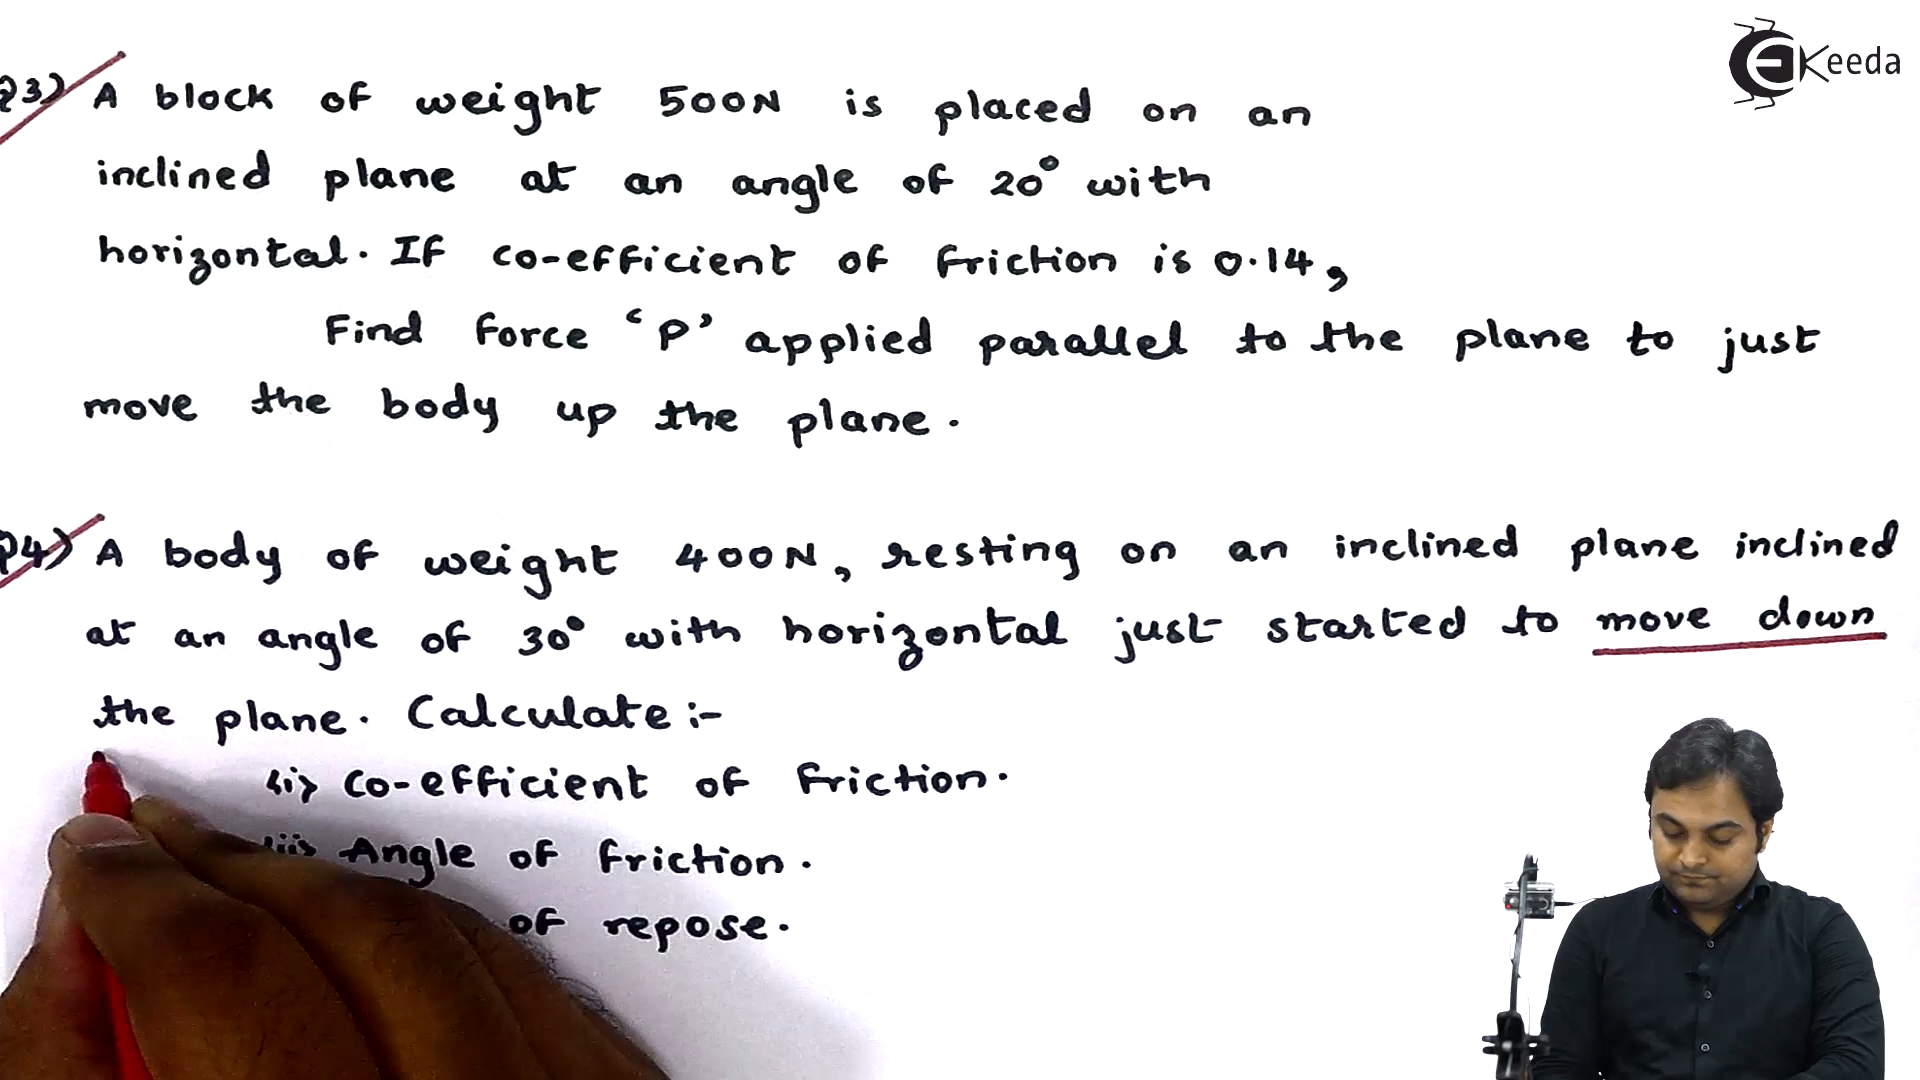 Q3) A block of weight 500N is placed on an
inclined plane at an angle of 20° with
horizontal. If co-efficient of friction is 0.14,
Find force 'P' applied parallel to the plane to just
move the body up the plane.
Q4) A body of weight 400N, resting on an inclined plane inclined
at an angle of 30° with horizontal just started to move down
the plane. Calculate :-
(i) Co-efficient of friction.
(ii) Angle of friction.
of repose.
EKeeda